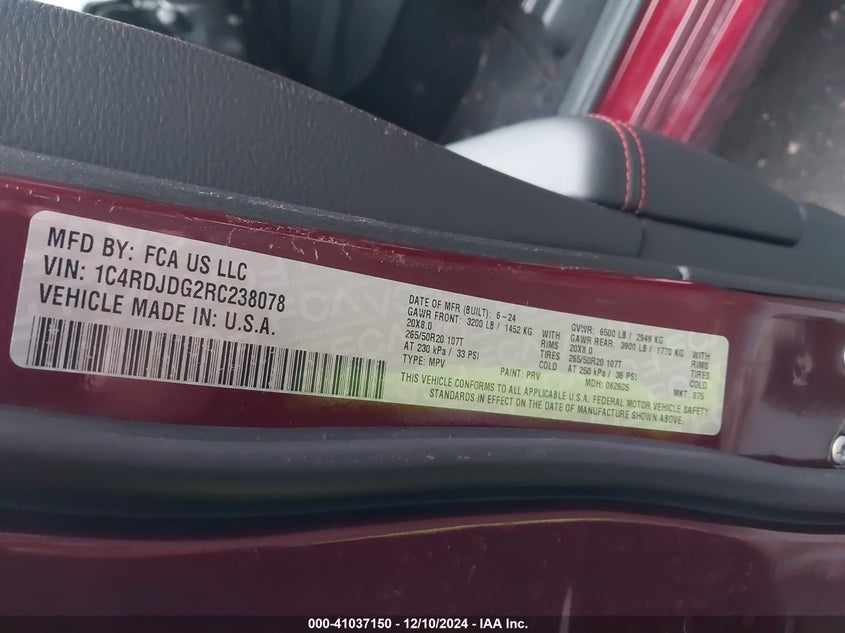 MFD BY: FCA US LLC
VIN: 1C4RDJDG2RC238078
VEHICLE MADE IN: U.S.A.
DATE OF MFR (BUILT): 6-24
GAWR FRONT: 3200 LB / 1452 KG WITH
20X8.0 RIMS
265/50R20 107T TIRES
AT 230 kPa / 33 PSI COLD
TYPE: MPV PAINT: PRV
GVWR: 6500 LB / 2949 KG
GAWR REAR: 3900 LB / 1770 KG WITH
20X8.0 RIMS
265/50R20 107T TIRES
AT 250 kPa / 36 PSI COLD
MDH: 062605 MKT: 875
THIS VEHICLE CONFORMS TO ALL APPLICABLE U.S.A. FEDERAL MOTOR VEHICLE SAFETY
STANDARDS IN EFFECT ON THE DATE OF MANUFACTURE SHOWN ABOVE.
000-41037150 - 12/10/2024 - IAA Inc.